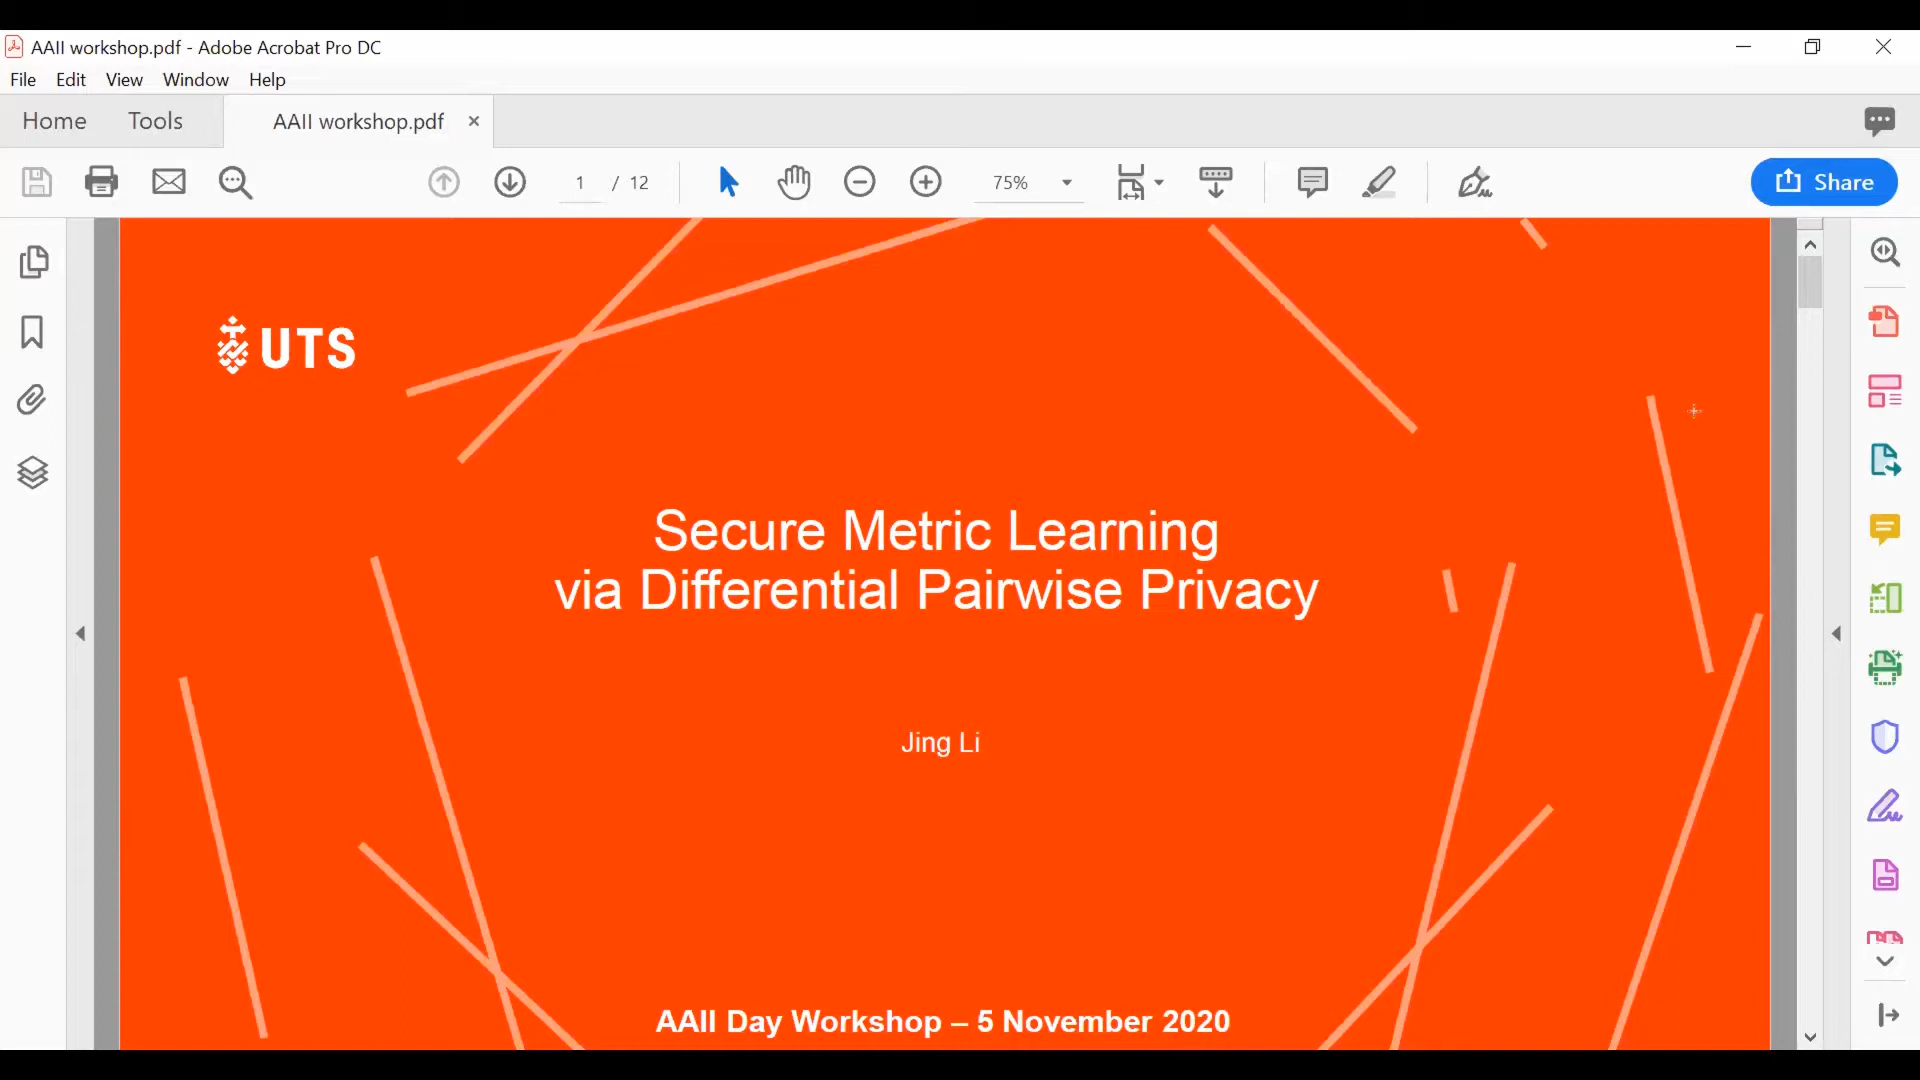 AAII workshop.pdf - Adobe Acrobat Pro DC
File Edit View Window Help
Home Tools AAII workshop.pdf
1 / 12 75% Share
UTS
Secure Metric Learning
via Differential Pairwise Privacy
Jing Li
AAII Day Workshop – 5 November 2020